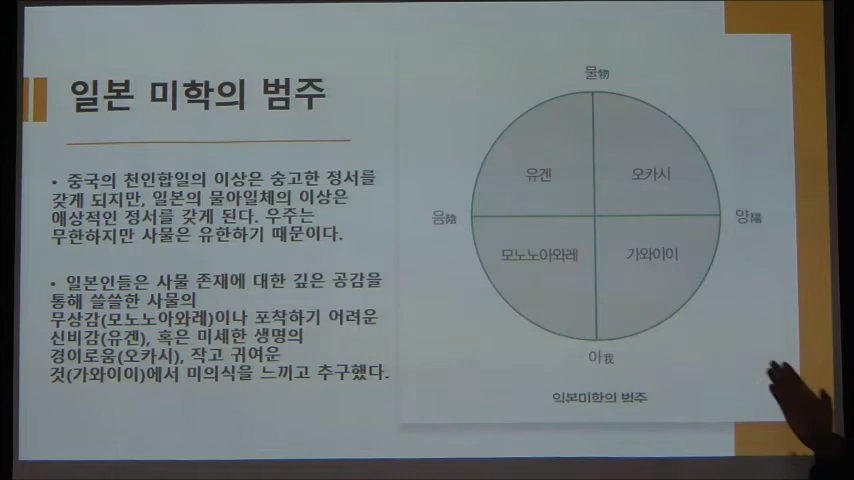 일본 미학의 범주
• 중국의 천인합일의 이상은 숭고한 정서를
갖게 되지만, 일본의 물아일체의 이상은
애상적인 정서를 갖게 된다. 우주는
무한하지만 사물은 유한하기 때문이다.
• 일본인들은 사물 존재에 대한 깊은 공감을
통해 쓸쓸한 사물의
무상감(모노노아와레)이나 포착하기 어려운
신비감(유겐), 혹은 미세한 생명의
경이로움(오카시), 작고 귀여운
것(가와이이)에서 미의식을 느끼고 추구했다.
물物
유겐
오카시
음陰
양陽
모노노아와레
가와이이
아我
일본미학의 범주